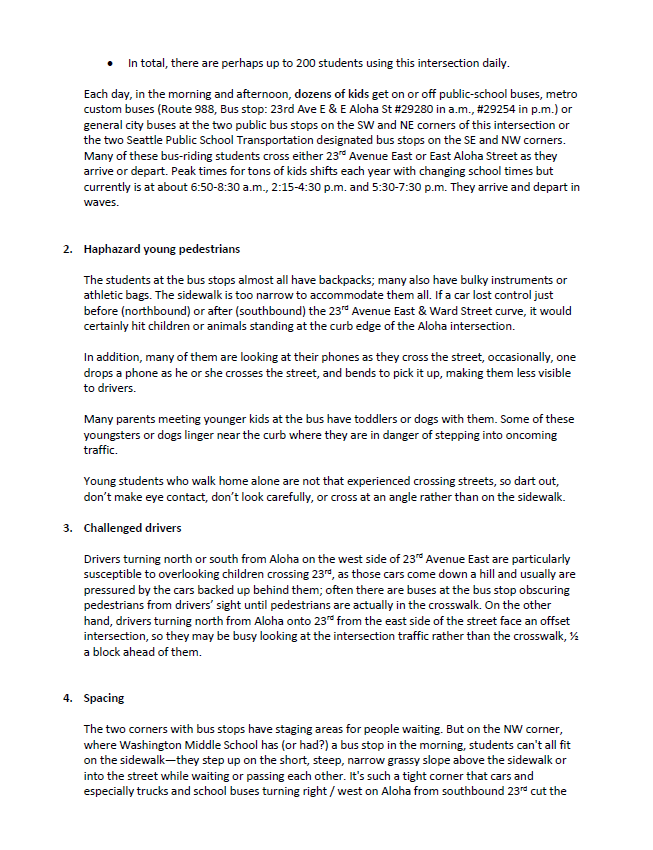 • In total, there are perhaps up to 200 students using this intersection daily.
Each day, in the morning and afternoon, dozens of kids get on or off public-school buses, metro
custom buses (Route 988, Bus stop: 23rd Ave E & E Aloha St #29280 in a.m., #29254 in p.m.) or
general city buses at the two public bus stops on the SW and NE corners of this intersection or
the two Seattle Public School Transportation designated bus stops on the SE and NW corners.
Many of these bus-riding students cross either 23rd Avenue East or East Aloha Street as they
arrive or depart. Peak times for tons of kids shifts each year with changing school times but
currently is at about 6:50-8:30 a.m., 2:15-4:30 p.m. and 5:30-7:30 p.m. They arrive and depart in
waves.
2. Haphazard young pedestrians
The students at the bus stops almost all have backpacks; many also have bulky instruments or
athletic bags. The sidewalk is too narrow to accommodate them all. If a car lost control just
before (northbound) or after (southbound) the 23rd Avenue East & Ward Street curve, it would
certainly hit children or animals standing at the curb edge of the Aloha intersection.
In addition, many of them are looking at their phones as they cross the street, occasionally, one
drops a phone as he or she crosses the street, and bends to pick it up, making them less visible
to drivers.
Many parents meeting younger kids at the bus have toddlers or dogs with them. Some of these
youngsters or dogs linger near the curb where they are in danger of stepping into oncoming
traffic.
Young students who walk home alone are not that experienced crossing streets, so dart out,
don’t make eye contact, don’t look carefully, or cross at an angle rather than on the sidewalk.
3. Challenged drivers
Drivers turning north or south from Aloha on the west side of 23rd Avenue East are particularly
susceptible to overlooking children crossing 23rd, as those cars come down a hill and usually are
pressured by the cars backed up behind them; often there are buses at the bus stop obscuring
pedestrians from drivers’ sight until pedestrians are actually in the crosswalk. On the other
hand, drivers turning north from Aloha onto 23rd from the east side of the street face an offset
intersection, so they may be busy looking at the intersection traffic rather than the crosswalk, ½
a block ahead of them.
4. Spacing
The two corners with bus stops have staging areas for people waiting. But on the NW corner,
where Washington Middle School has (or had?) a bus stop in the morning, students can't all fit
on the sidewalk—they step up on the short, steep, narrow grassy slope above the sidewalk or
into the street while waiting or passing each other. It's such a tight corner that cars and
especially trucks and school buses turning right / west on Aloha from southbound 23rd cut the